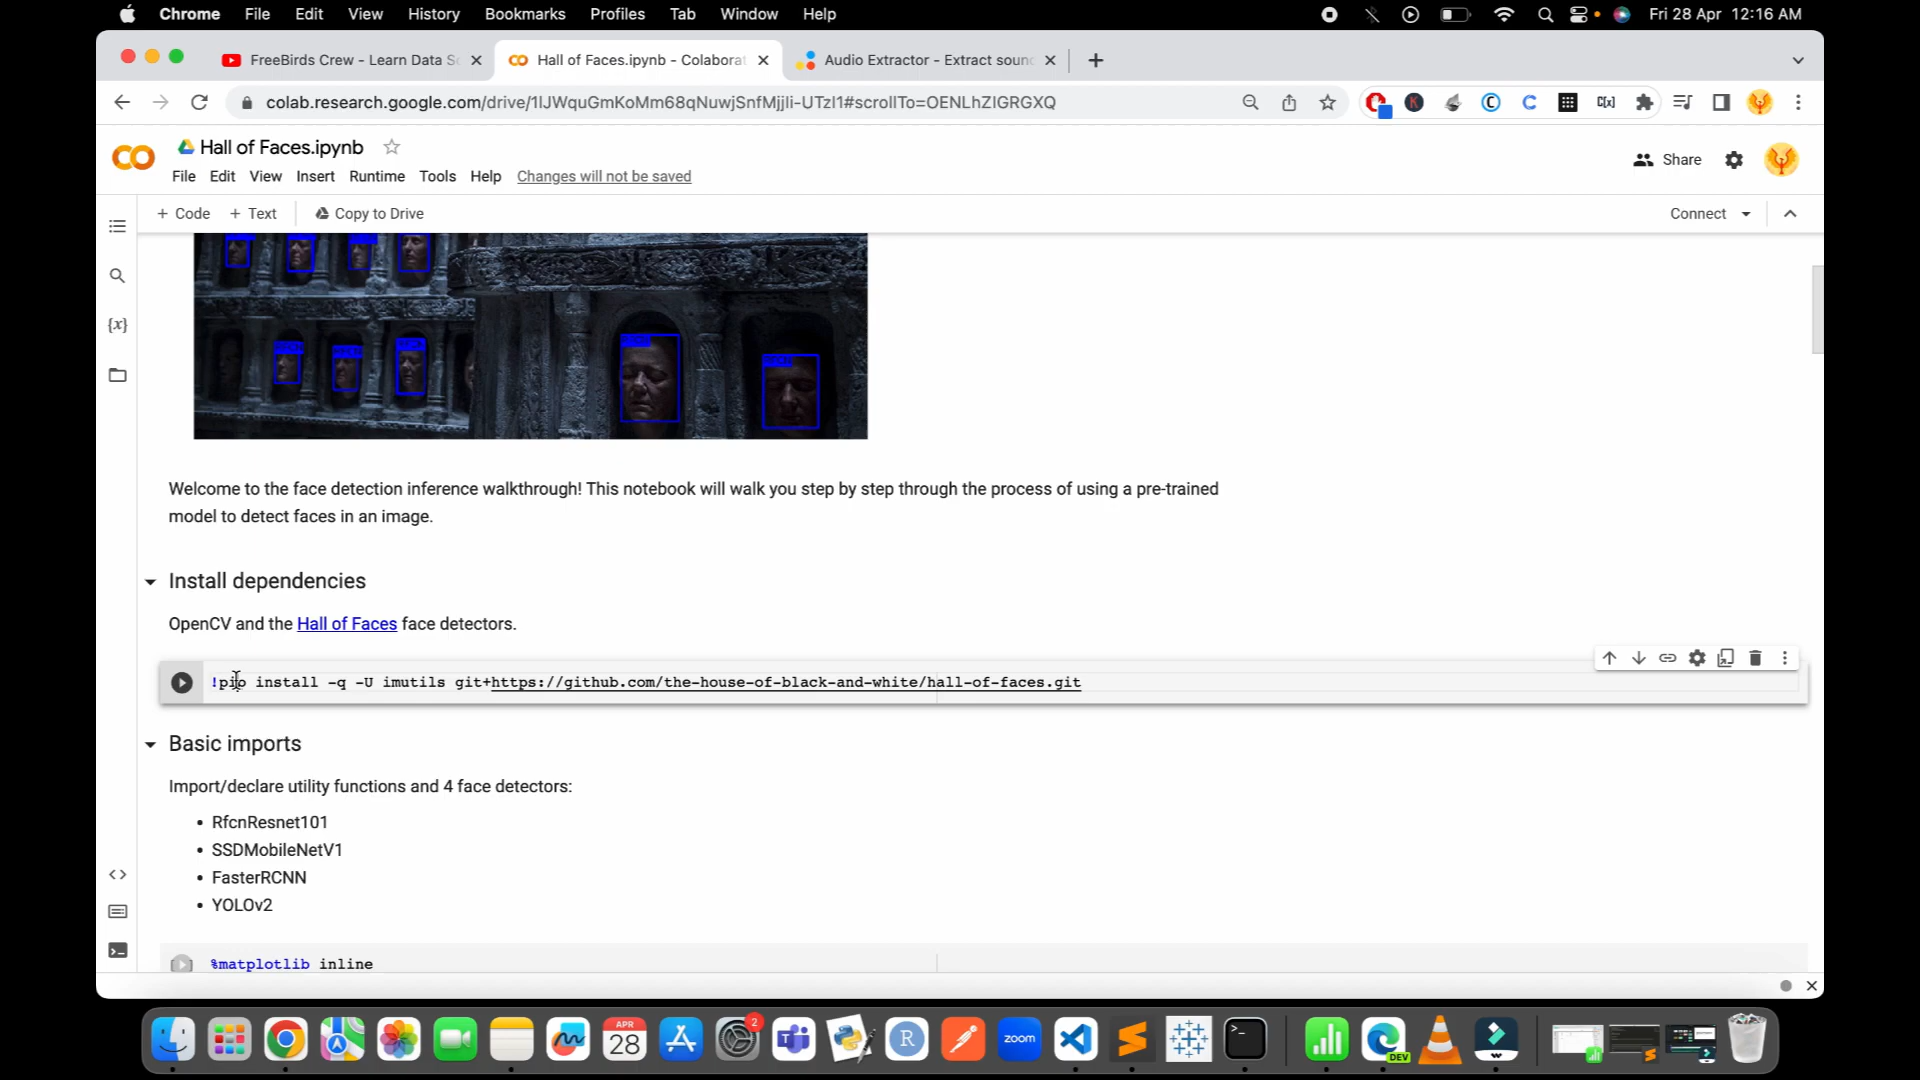 Chrome File Edit View History Bookmarks Profiles Tab Window Help Fri 28 Apr 12:16 AM
FreeBirds Crew - Learn Data Sc
Hall of Faces.ipynb - Colaborat
Audio Extractor - Extract soun
colab.research.google.com/drive/1lJWquGmKoMm68qNuwjSnfMjjli-UTzI1#scrollTo=OENLhZIGRGXQ
Hall of Faces.ipynb
Share
File Edit View Insert Runtime Tools Help Changes will not be saved
+ Code + Text Copy to Drive Connect
Welcome to the face detection inference walkthrough! This notebook will walk you step by step through the process of using a pre-trained
model to detect faces in an image.
Install dependencies
OpenCV and the Hall of Faces face detectors.
!pip install -q -U imutils git+https://github.com/the-house-of-black-and-white/hall-of-faces.git
Basic imports
Import/declare utility functions and 4 face detectors:
• RfcnResnet101
• SSDMobileNetV1
• FasterRCNN
• YOLOv2
%matplotlib inline
APR
28
2
R
zoom
DEV